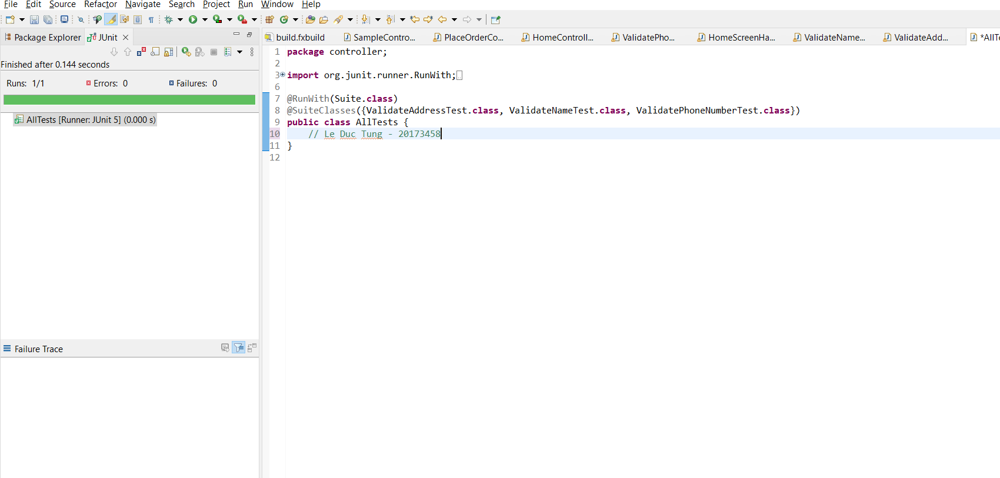 File Edit Source Refactor Navigate Search Project Run Window Help
Package Explorer JUnit
build.fxbuild SampleContro... PlaceOrderCo... HomeControll... ValidatePho... HomeScreenHa... ValidateName... ValidateAdd... *AllTe
Finished after 0.144 seconds
Runs: 1/1 Errors: 0 Failures: 0
AllTests [Runner: JUnit 5] (0.000 s)
Failure Trace
1 package controller;
2
3 import org.junit.runner.RunWith;
6
7 @RunWith(Suite.class)
8 @SuiteClasses({ValidateAddressTest.class, ValidateNameTest.class, ValidatePhoneNumberTest.class})
9 public class AllTests {
10 // Le Duc Tung - 20173458
11 }
12